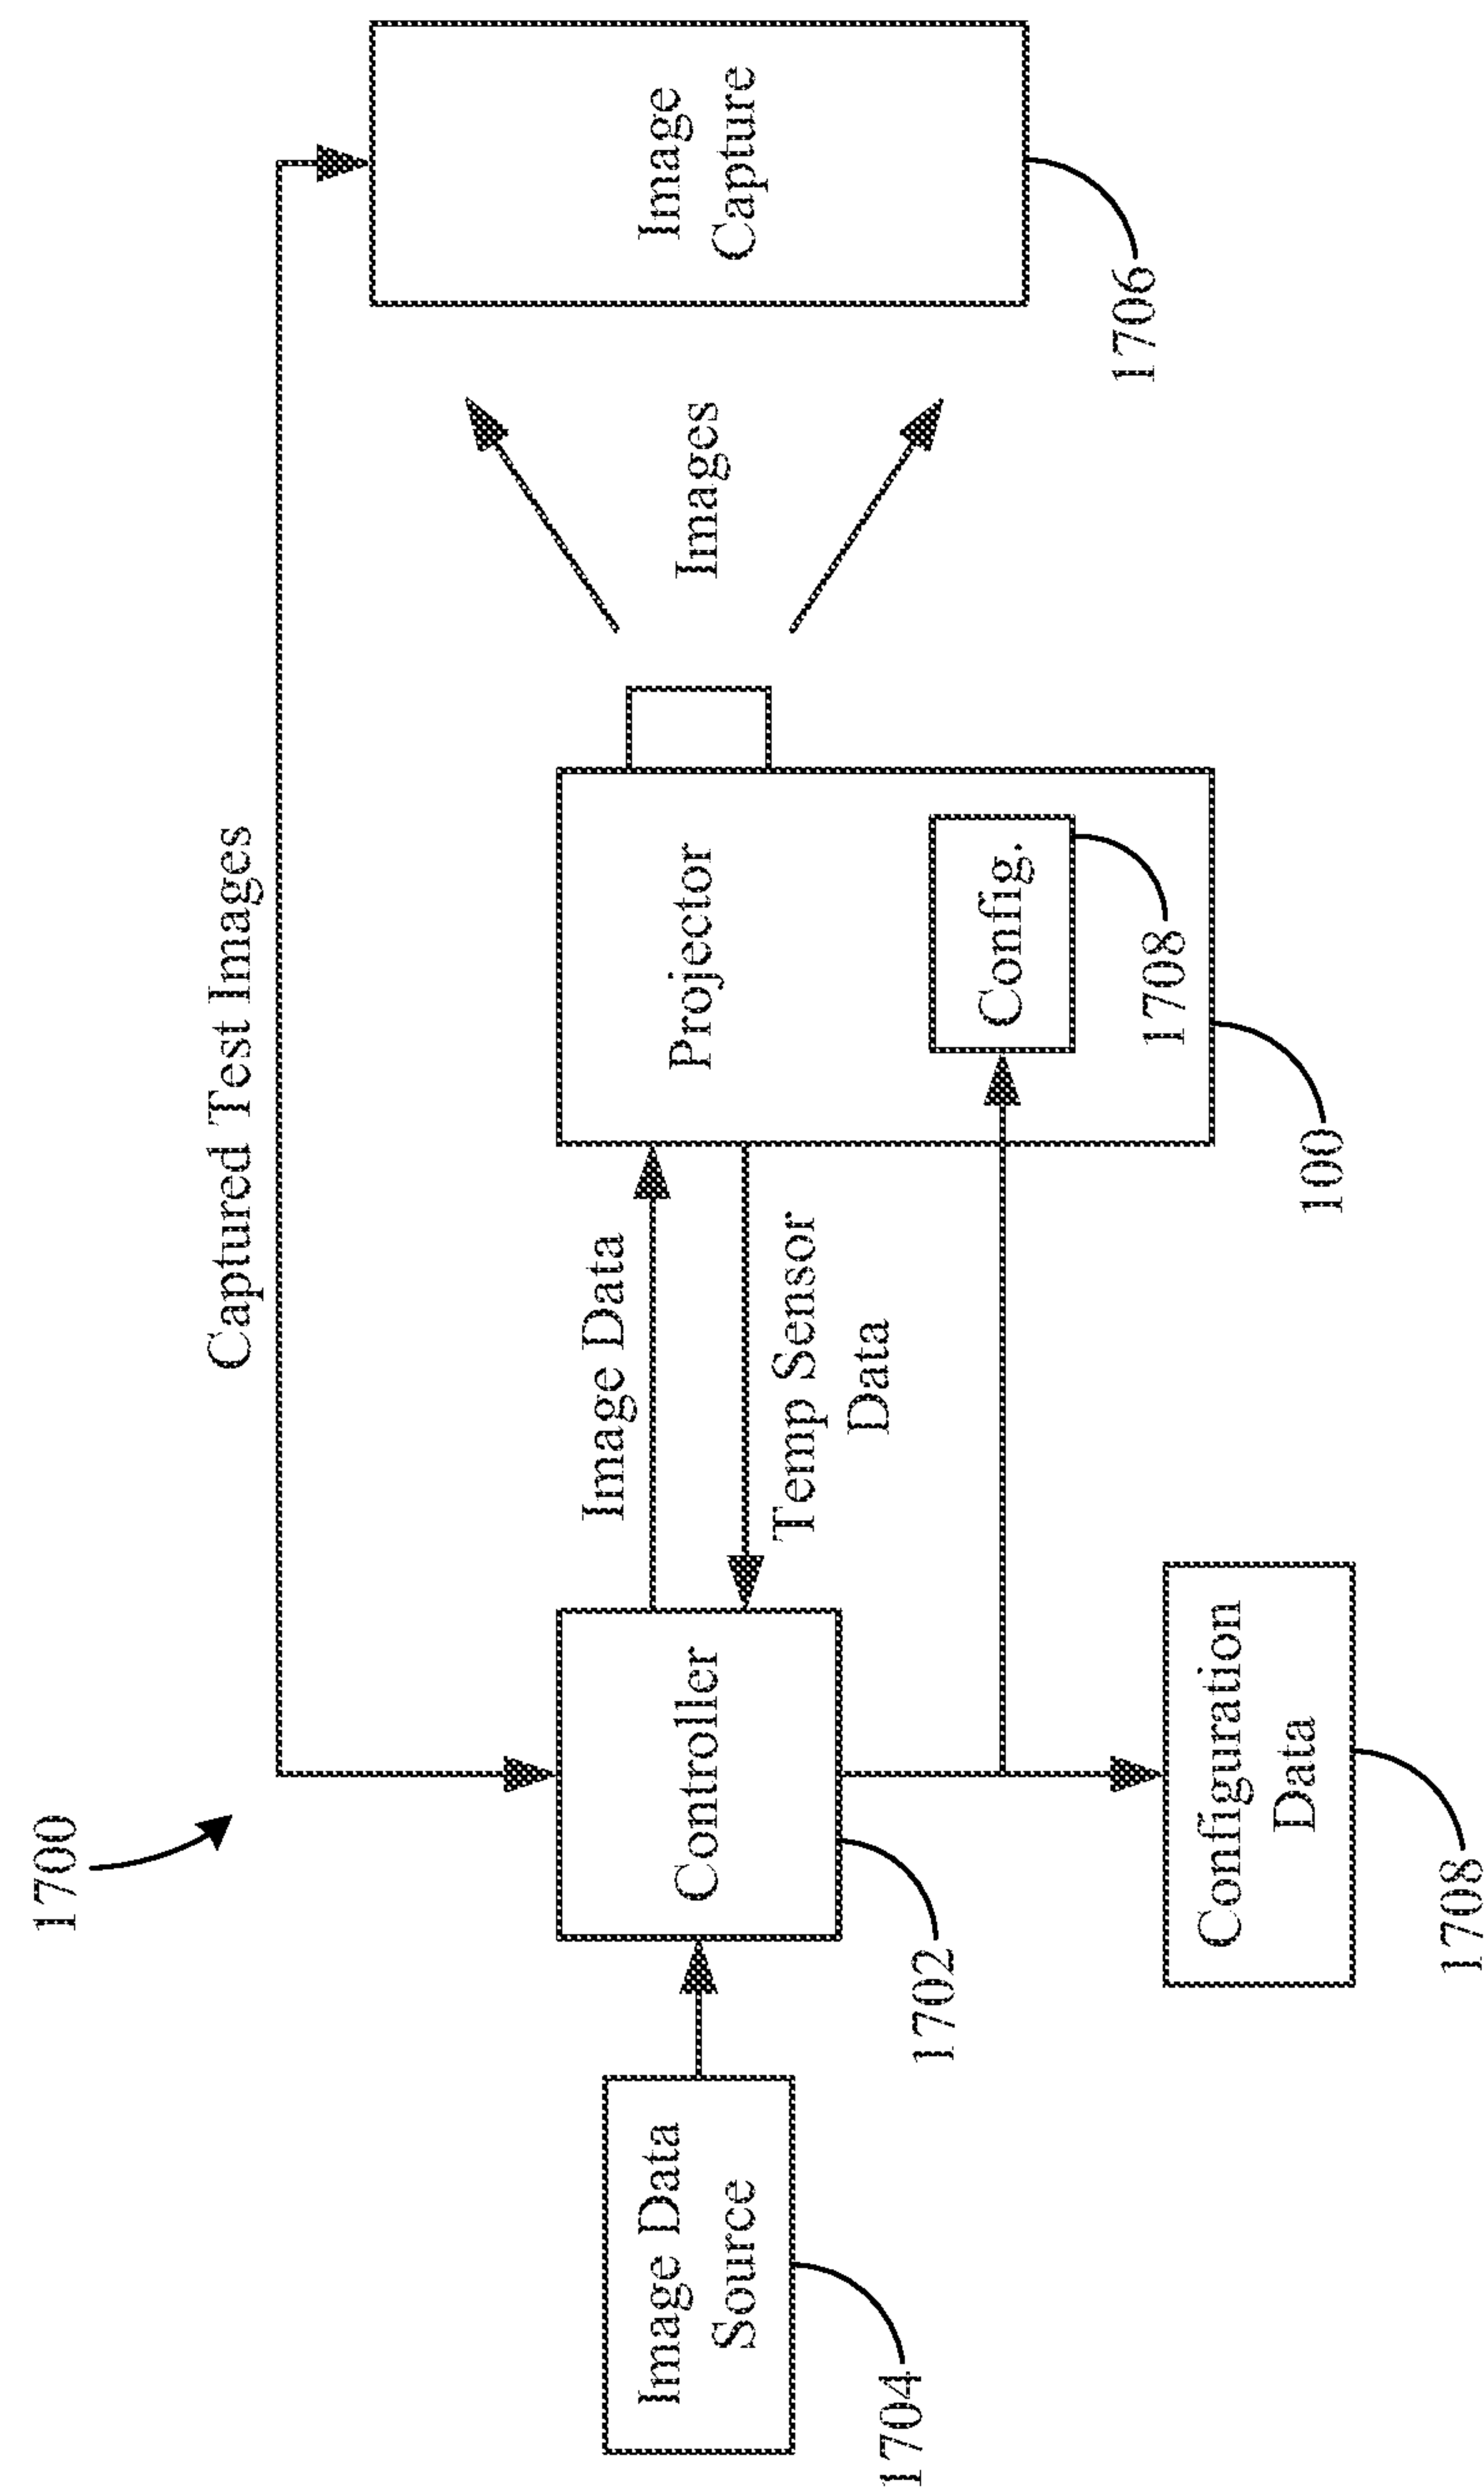 1700
Captured Test Images
Image Data
Source
1704
Controller
1702
Image Data
Temp Sensor
Data
Projector
Config.
1708
100
Images
Image
Capture
1706
Configuration
Data
1708